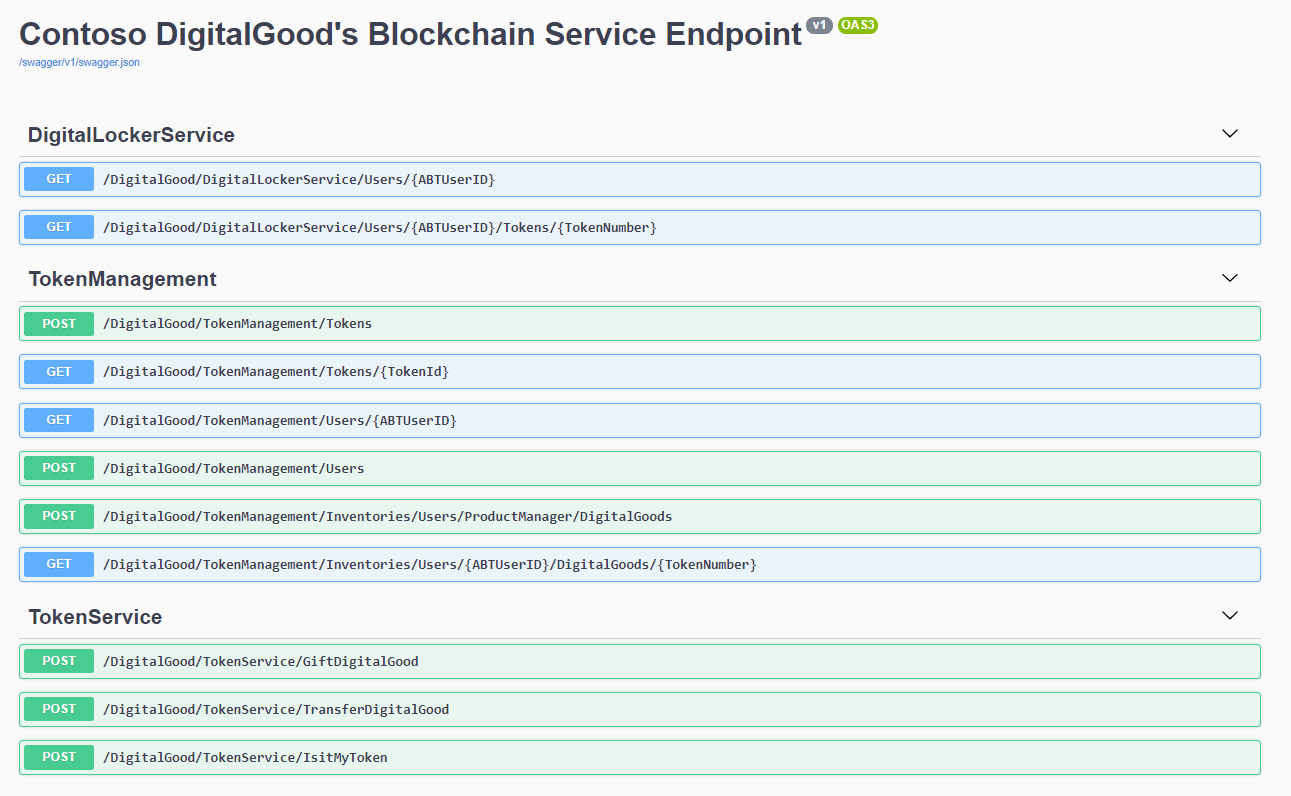 Contoso DigitalGood's Blockchain Service Endpoint v1 OAS3
/swagger/v1/swagger.json
DigitalLockerService
GET /DigitalGood/DigitalLockerService/Users/{ABTUserID}
GET /DigitalGood/DigitalLockerService/Users/{ABTUserID}/Tokens/{TokenNumber}
TokenManagement
POST /DigitalGood/TokenManagement/Tokens
GET /DigitalGood/TokenManagement/Tokens/{TokenId}
GET /DigitalGood/TokenManagement/Users/{ABTUserID}
POST /DigitalGood/TokenManagement/Users
POST /DigitalGood/TokenManagement/Inventories/Users/ProductManager/DigitalGoods
GET /DigitalGood/TokenManagement/Inventories/Users/{ABTUserID}/DigitalGoods/{TokenNumber}
TokenService
POST /DigitalGood/TokenService/GiftDigitalGood
POST /DigitalGood/TokenService/TransferDigitalGood
POST /DigitalGood/TokenService/IsitMyToken